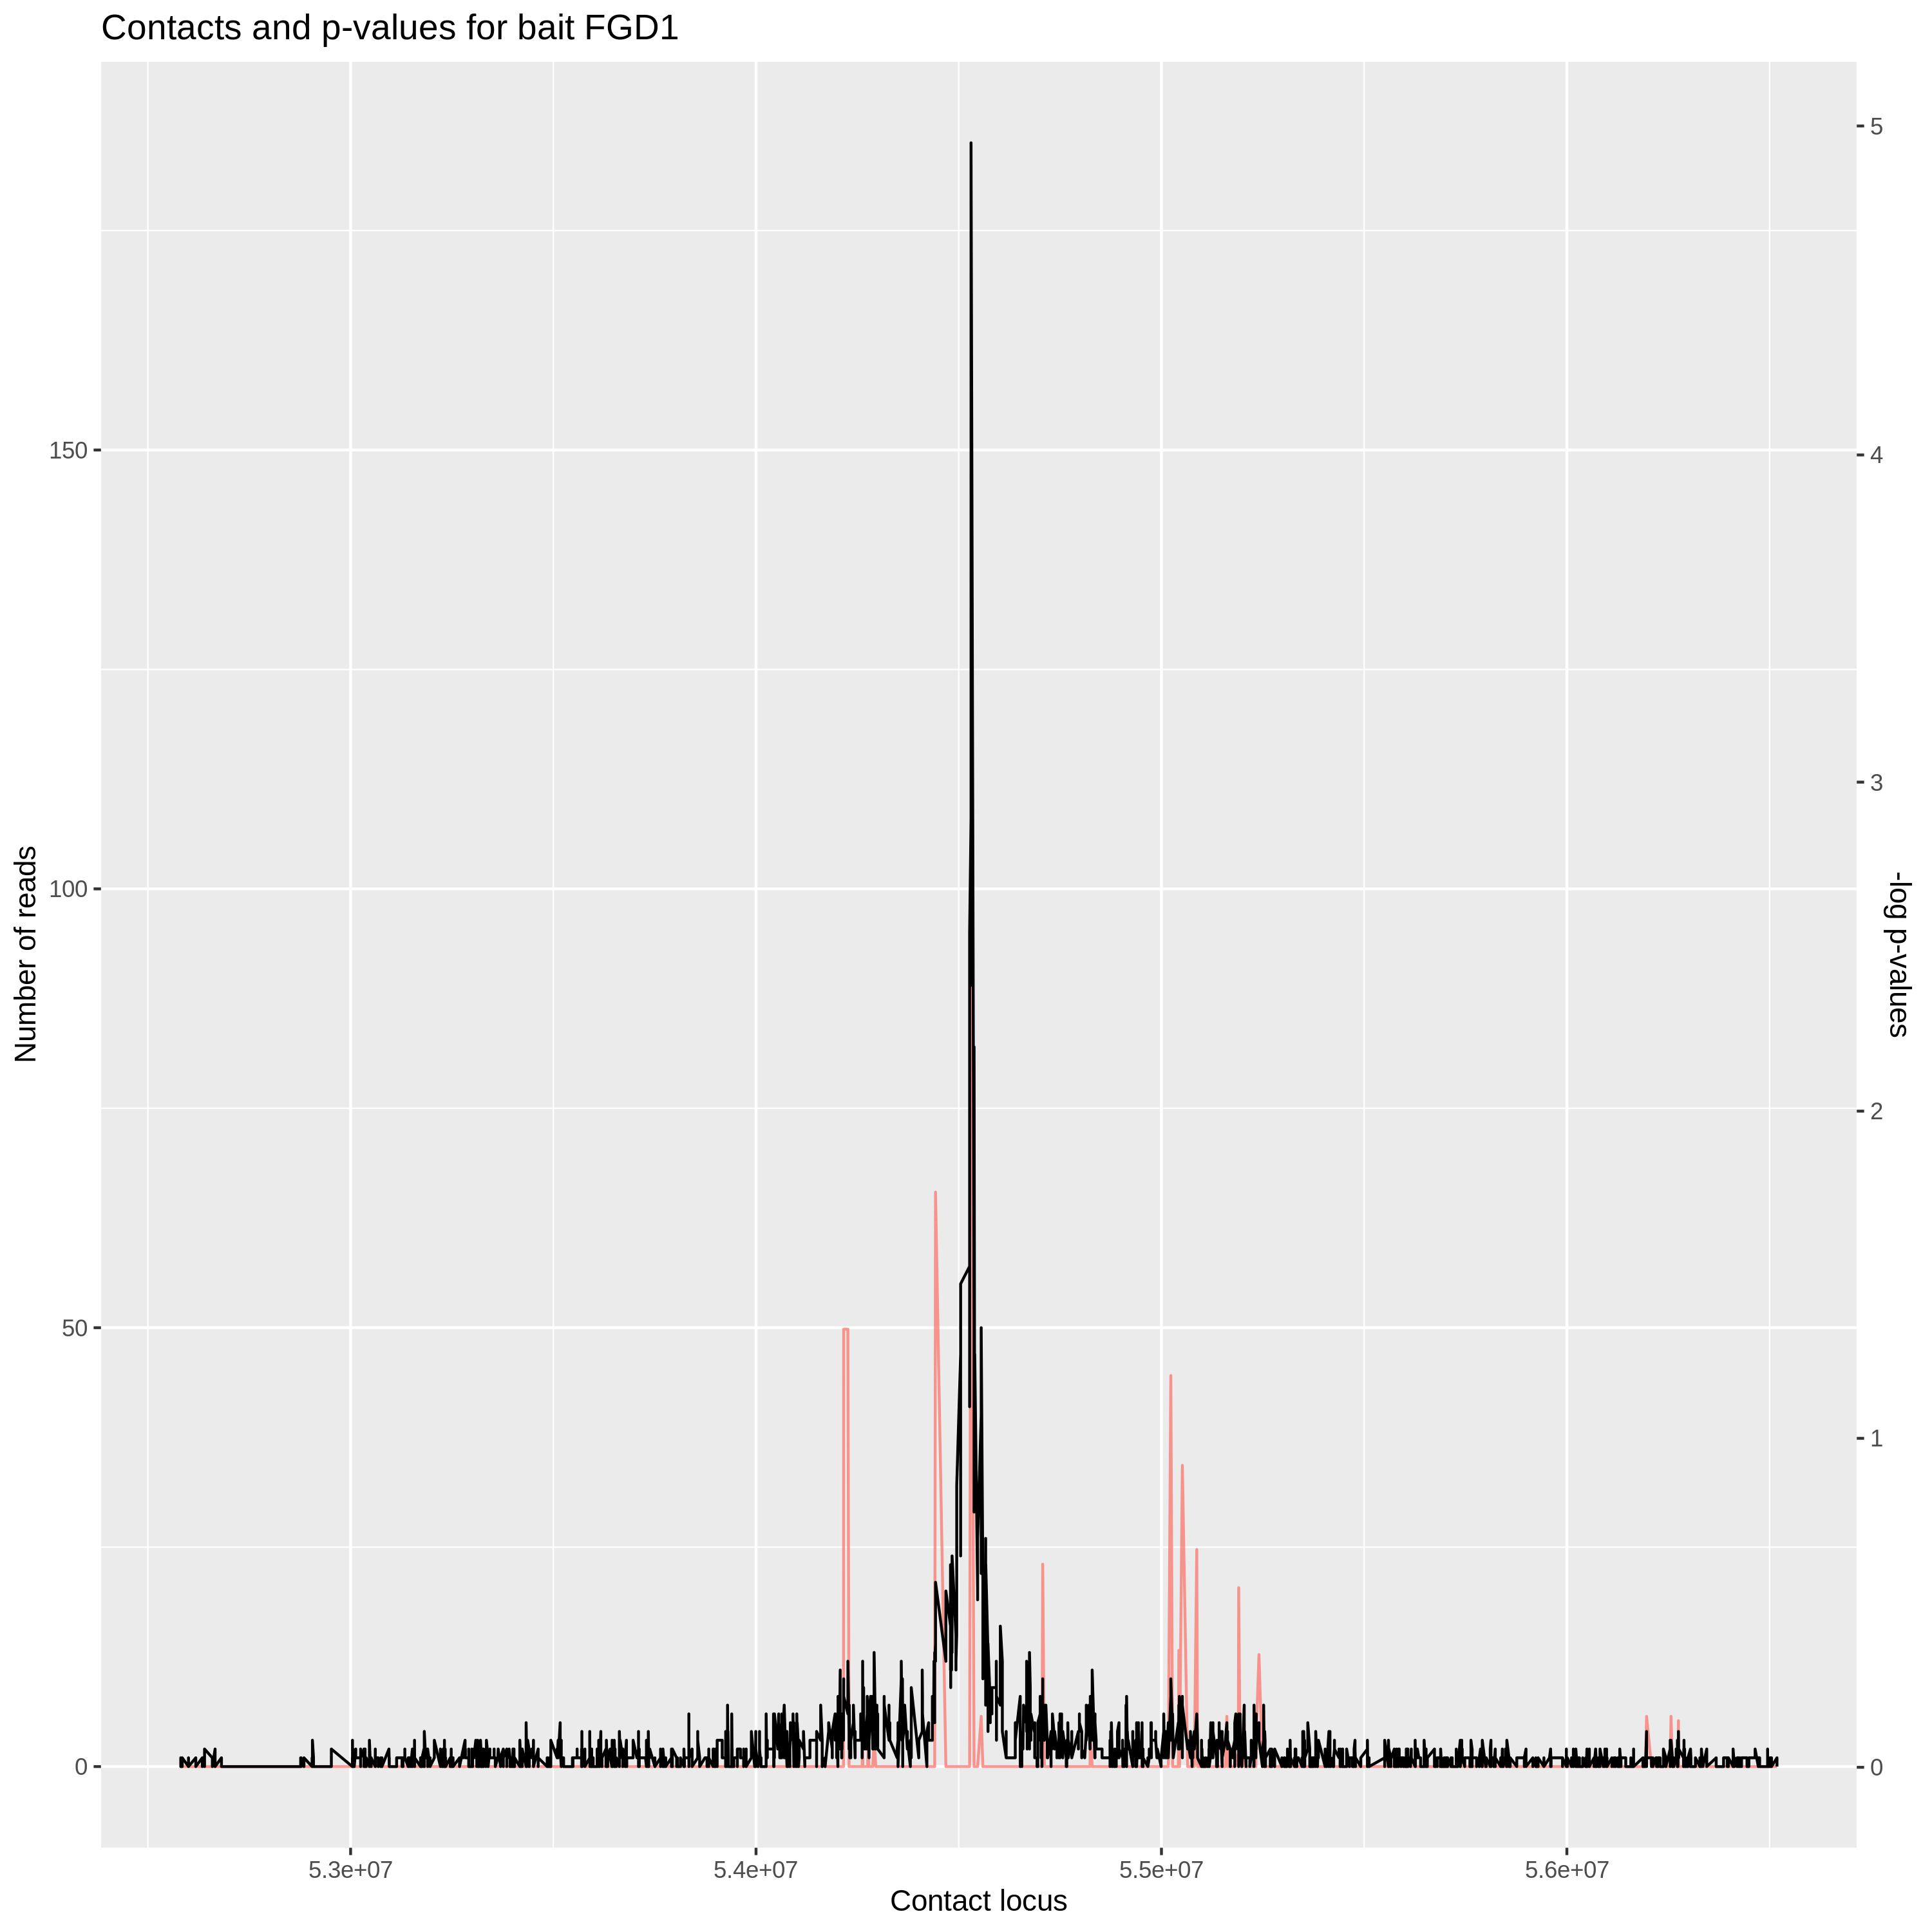 Contacts and p-values for bait FGD1
Number of reads
150
100
50
0
5
4
3
2
1
0
-log p-values
5.3e+07
5.4e+07
5.5e+07
5.6e+07
Contact locus